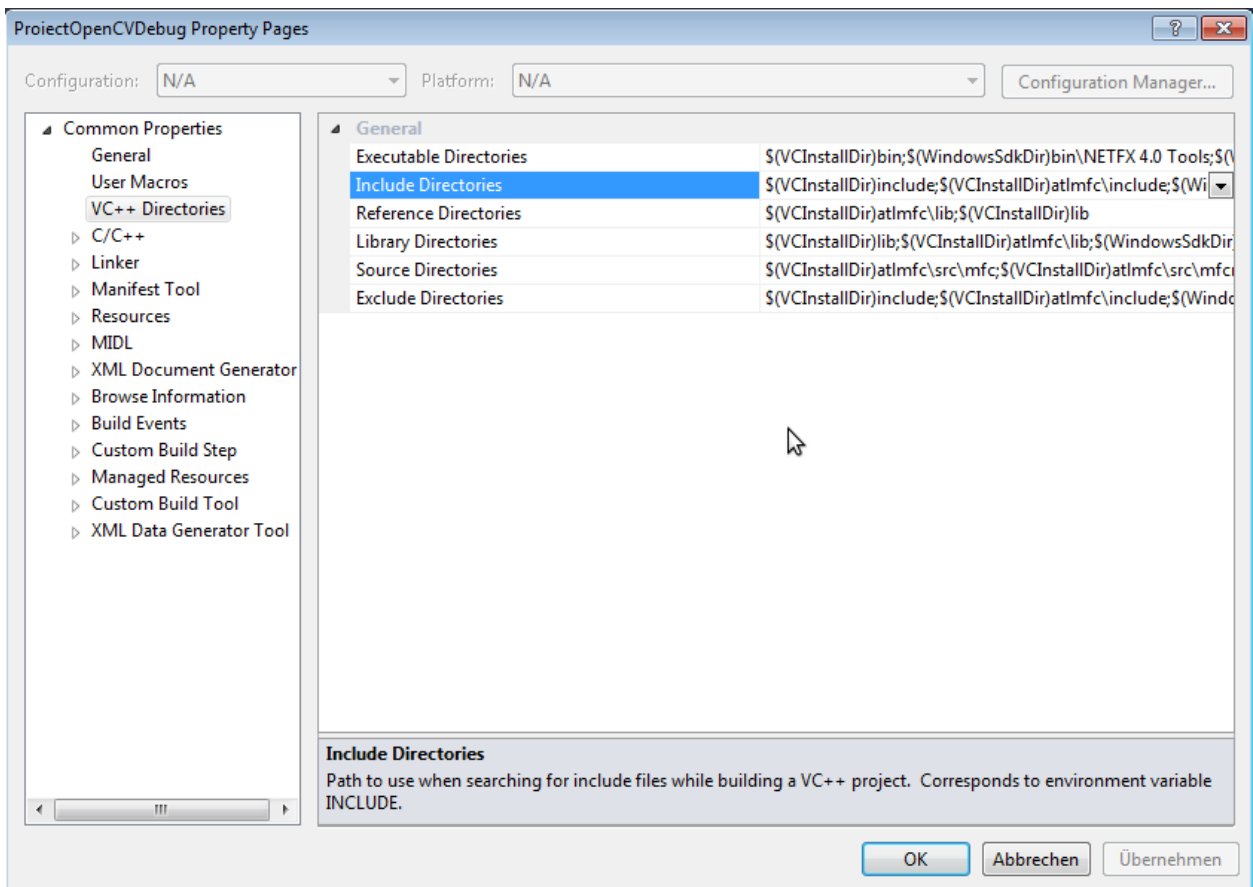 ProiectOpenCVDebug Property Pages
Configuration: N/A Platform: N/A Configuration Manager...
Common Properties
General
User Macros
VC++ Directories
C/C++
Linker
Manifest Tool
Resources
MIDL
XML Document Generator
Browse Information
Build Events
Custom Build Step
Managed Resources
Custom Build Tool
XML Data Generator Tool
General
Executable Directories $(VCInstallDir)bin;$(WindowsSdkDir)bin\NETFX 4.0 Tools;$(
Include Directories $(VCInstallDir)include;$(VCInstallDir)atlmfc\include;$(Wi
Reference Directories $(VCInstallDir)atlmfc\lib;$(VCInstallDir)lib
Library Directories $(VCInstallDir)lib;$(VCInstallDir)atlmfc\lib;$(WindowsSdkDir
Source Directories $(VCInstallDir)atlmfc\src\mfc;$(VCInstallDir)atlmfc\src\mfc
Exclude Directories $(VCInstallDir)include;$(VCInstallDir)atlmfc\include;$(Wind
Include Directories
Path to use when searching for include files while building a VC++ project. Corresponds to environment variable
INCLUDE.
OK Abbrechen Übernehmen